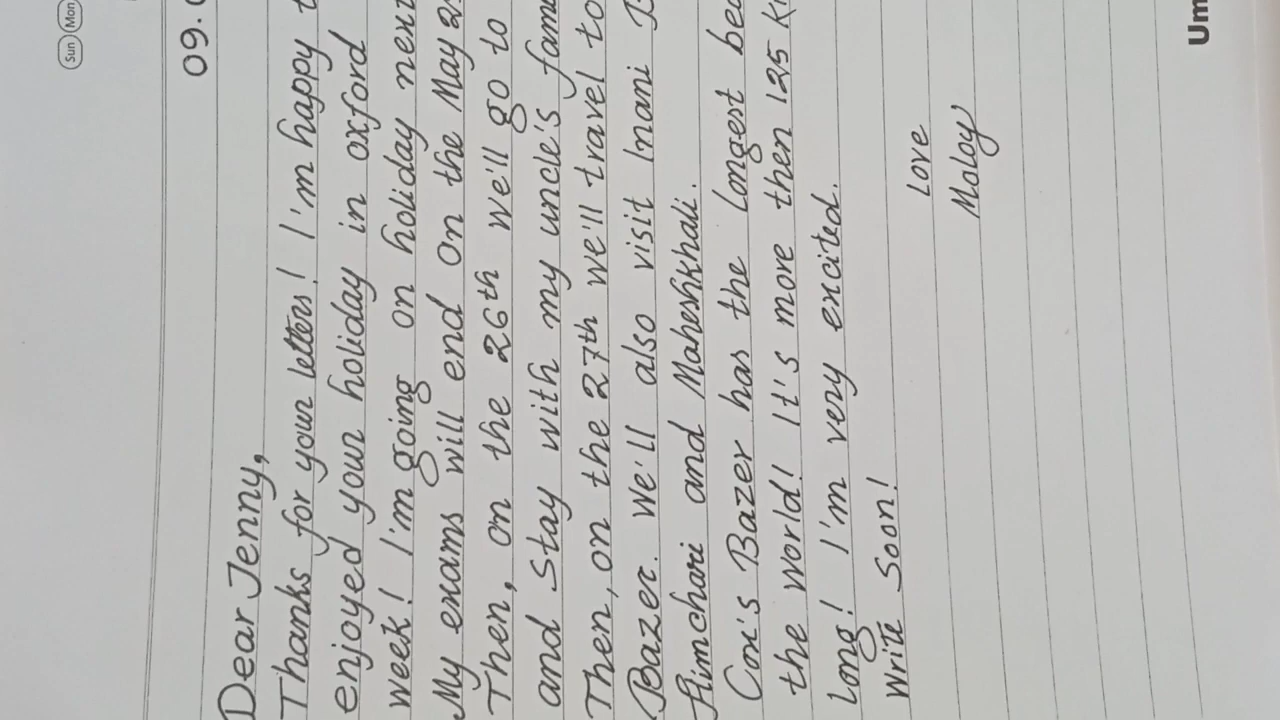 Sun Mon
09.
Dear Jenny,
Thanks for your letters! I'm happy
enjoyed your holiday in oxford
week! I'm going on holiday next
My exams will end on the May
Then, on the 26th we'll go to
and stay with my uncle's
Then, on the 27th we'll travel to
Bazer. We'll also visit Inani
Himchari and Maheshkhali.
Cox's Bazer has the longest
the world! It's more then 125
long! I'm very excited.
write soon!
Love
Moloy
Um